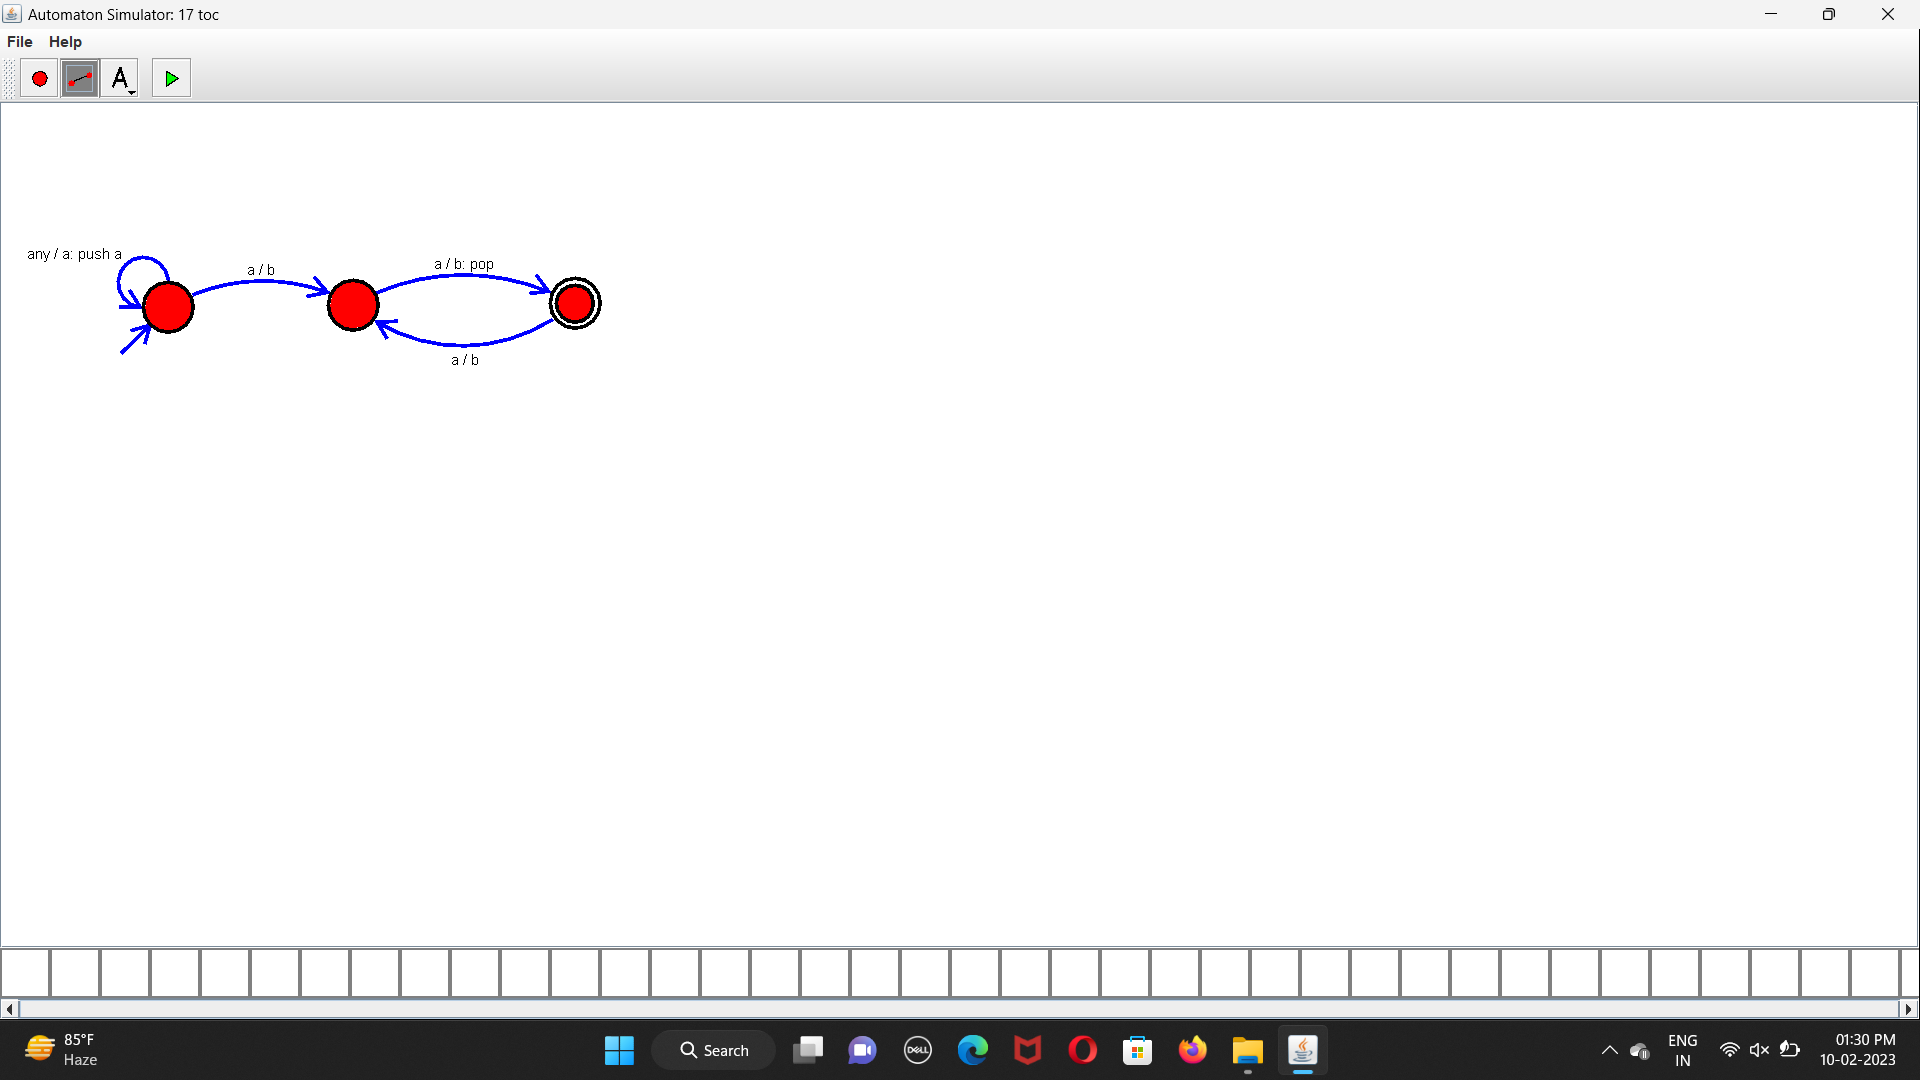 Automaton Simulator: 17 toc
File Help
A
any / a: push a
a / b
a / b: pop
a / b
85°F
Haze
Search
DELL
ENG
IN
01:30 PM
10-02-2023